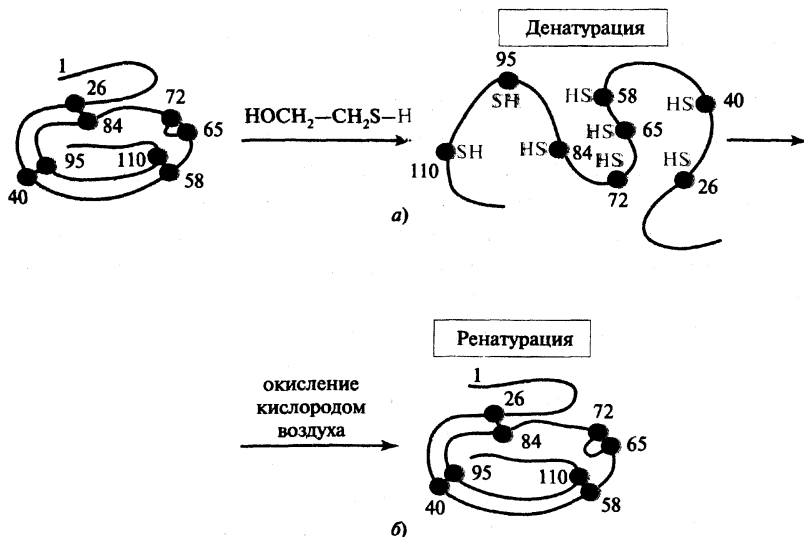 Денатурация
1
26
72
84
65
95
110
58
40
HOCH₂–CH₂S–H
95
SH
HS 58
HS 40
HS 65
110 SH
HS 84
HS
72
HS
26
а)
Ренатурация
окисление
кислородом
воздуха
1
26
72
84
65
95
110
58
40
б)